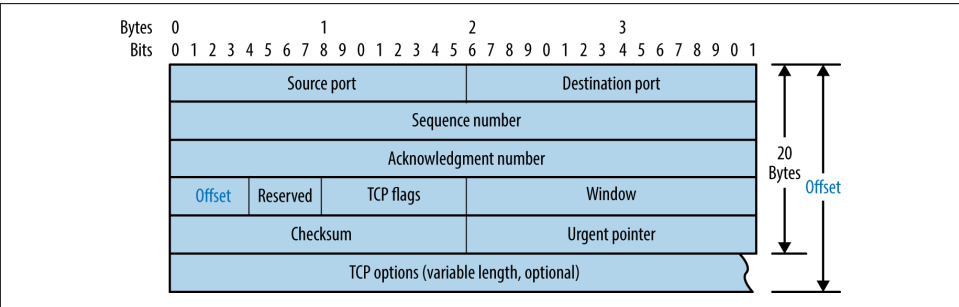 Bytes 0 1 2 3
Bits 0 1 2 3 4 5 6 7 8 9 0 1 2 3 4 5 6 7 8 9 0 1 2 3 4 5 6 7 8 9 0 1
Source port Destination port
Sequence number
Acknowledgment number
20
Bytes
Offset
Offset Reserved TCP flags Window
Checksum Urgent pointer
TCP options (variable length, optional)